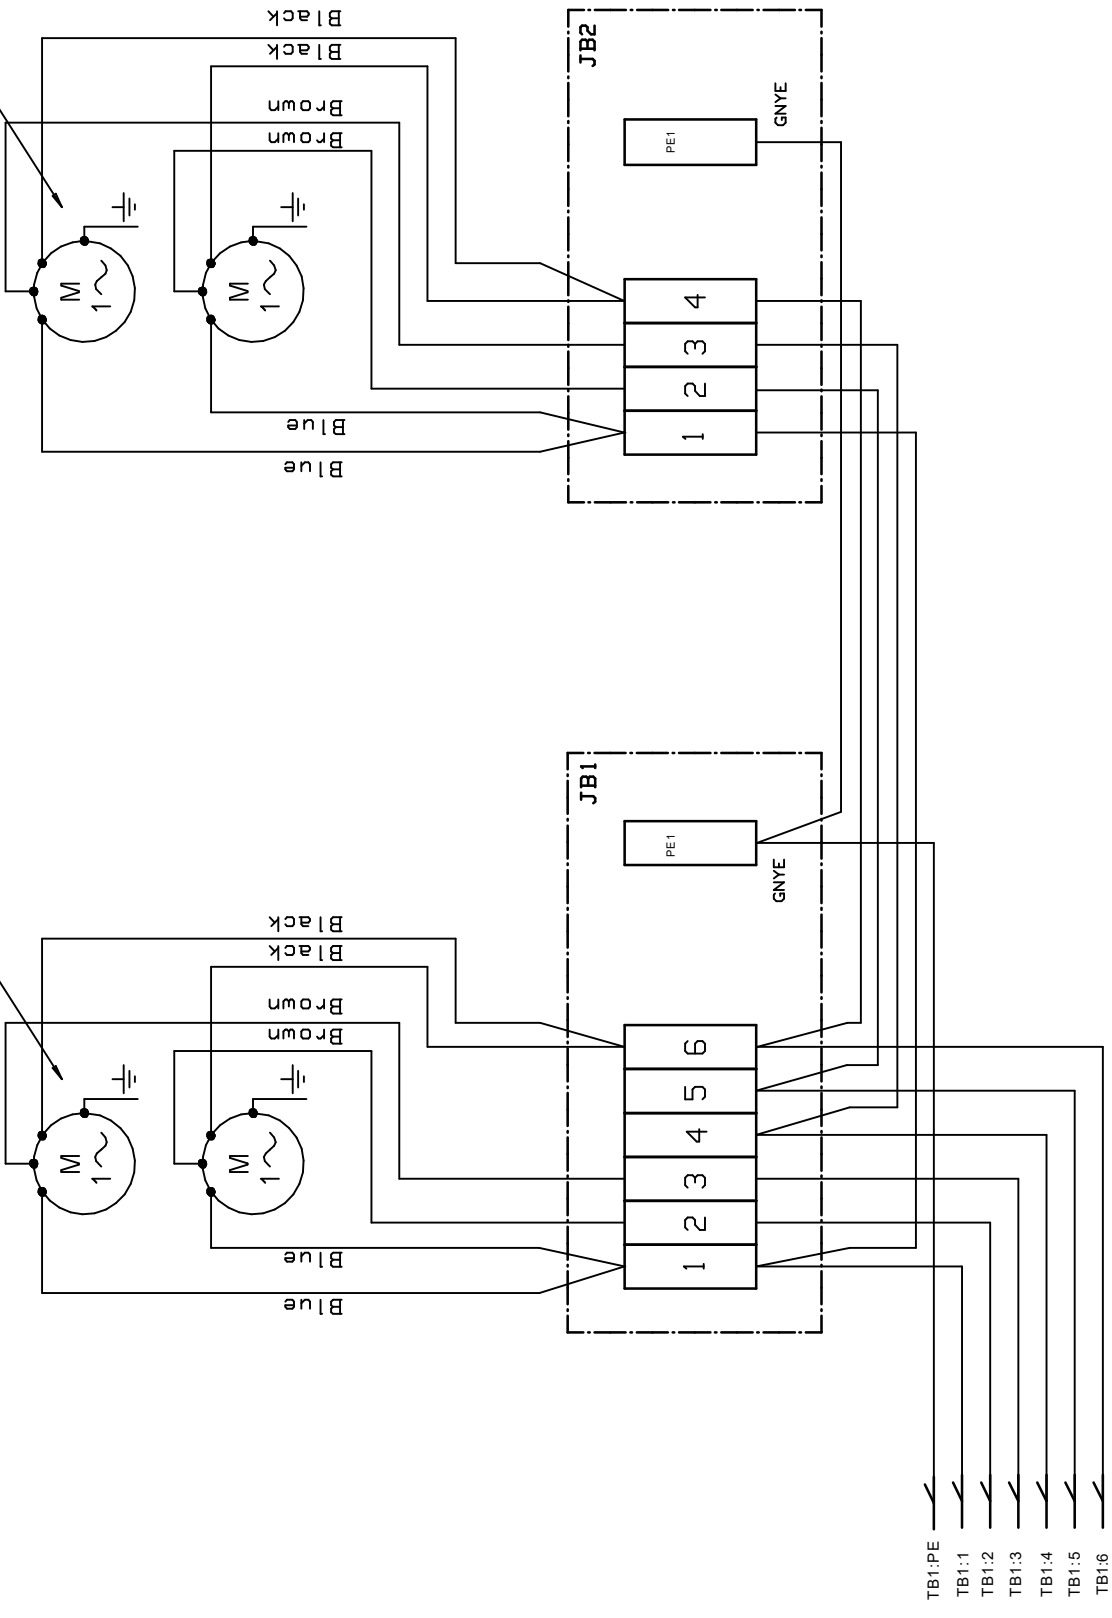 Black
Black
Brown
Brown
M
1
M
1
Blue
Blue
JB2
PE1
GNYE
4
3
2
1
Black
Black
Brown
Brown
M
1
M
1
Blue
Blue
JB1
PE1
GNYE
6
5
4
3
2
1
TB1:PE
TB1:1
TB1:2
TB1:3
TB1:4
TB1:5
TB1:6